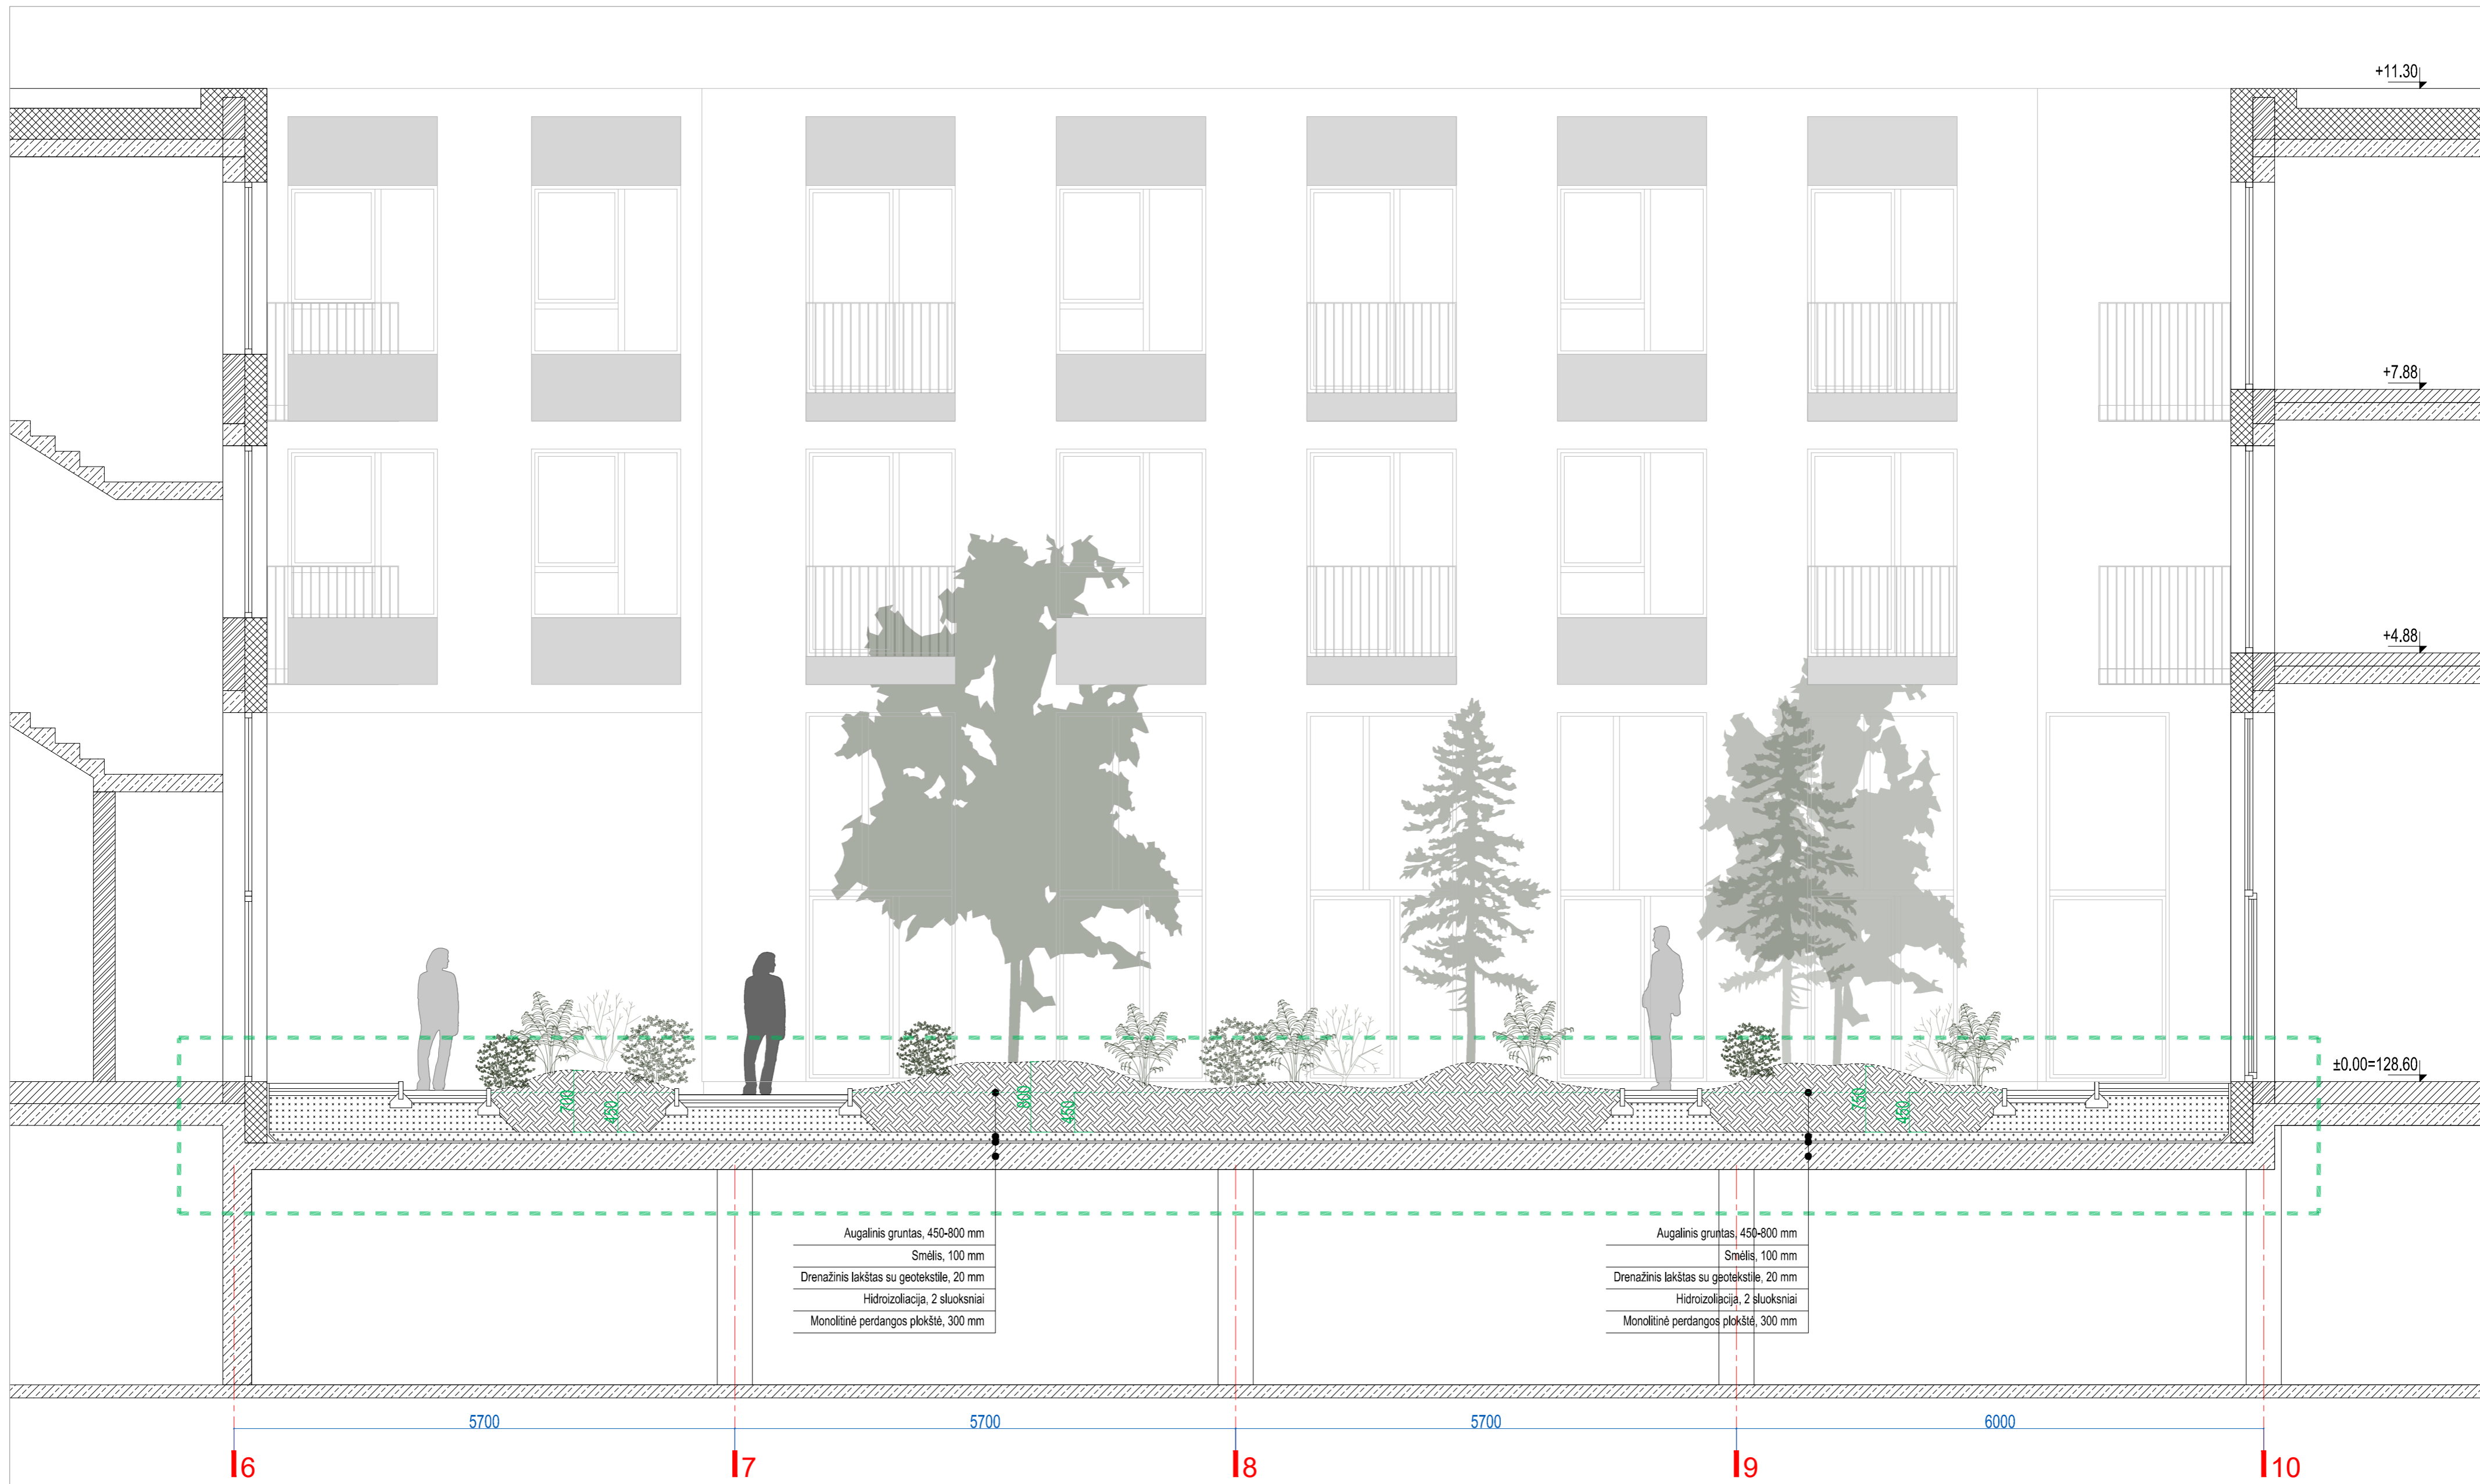 +11.30
+7.88
+4.88
±0.00=128.60
700
450
800
450
750
450
Augalinis gruntas, 450-800 mm
Smėlis, 100 mm
Drenažinis lakštas su geotekstile, 20 mm
Hidroizoliacija, 2 sluoksniai
Monolitinė perdangos plokštė, 300 mm
Augalinis gruntas, 450-800 mm
Smėlis, 100 mm
Drenažinis lakštas su geotekstile, 20 mm
Hidroizoliacija, 2 sluoksniai
Monolitinė perdangos plokštė, 300 mm
5700
5700
5700
6000
6
7
8
9
10